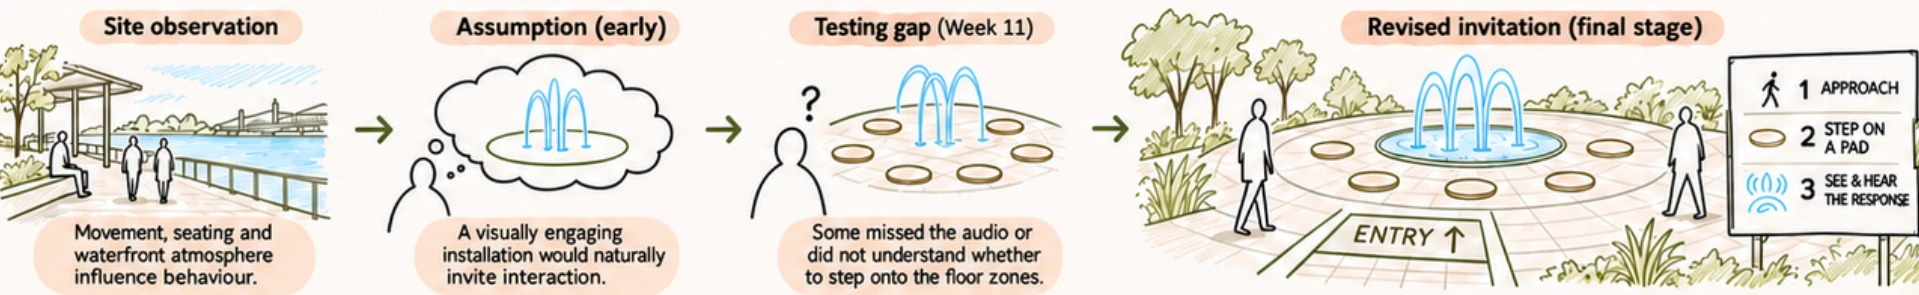 Site observation
Movement, seating and
waterfront atmosphere
influence behaviour.
Assumption (early)
A visually engaging
installation would naturally
invite interaction.
Testing gap (Week 11)
?
Some missed the audio or
did not understand whether
to step onto the floor zones.
Revised invitation (final stage)
ENTRY ↑
1 APPROACH
2 STEP ON
A PAD
3 SEE & HEAR
THE RESPONSE